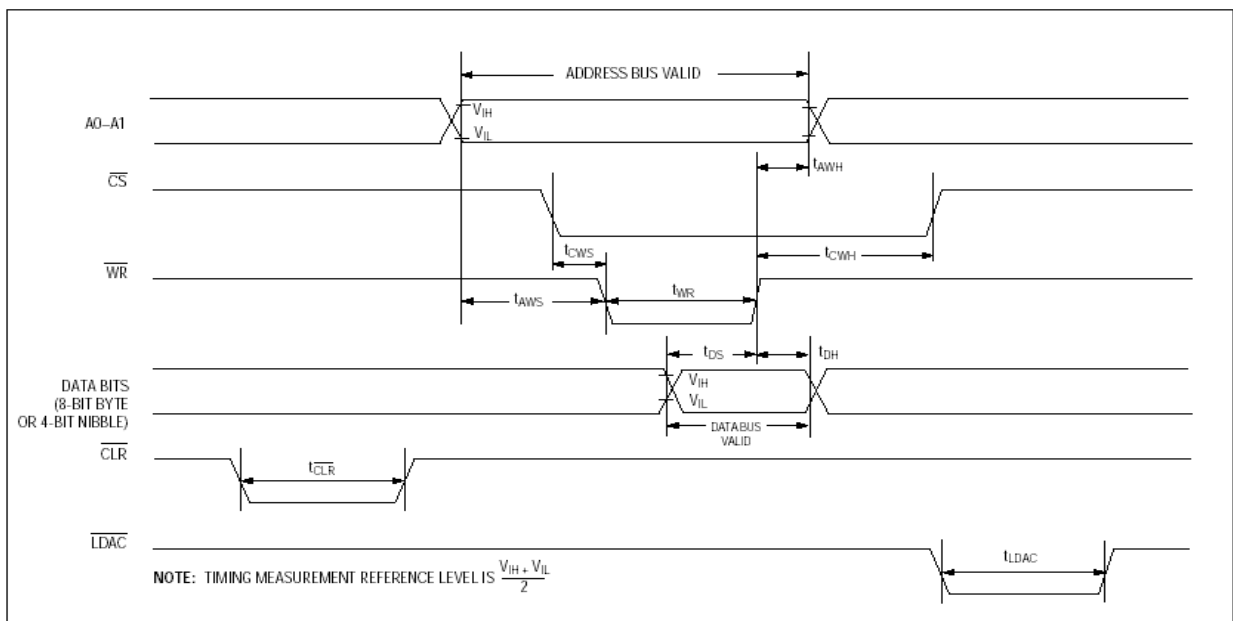 ADDRESS BUS VALID
A0–A1
VIH
VIL
tAWH
CS
tCWS
tCWH
WR
tAWS
tWR
tDS
tDH
DATA BITS
(8-BIT BYTE
OR 4-BIT NIBBLE)
VIH
VIL
DATA BUS
VALID
CLR
tCLR
LDAC
tLDAC
NOTE: TIMING MEASUREMENT REFERENCE LEVEL IS VIH + VIL
2